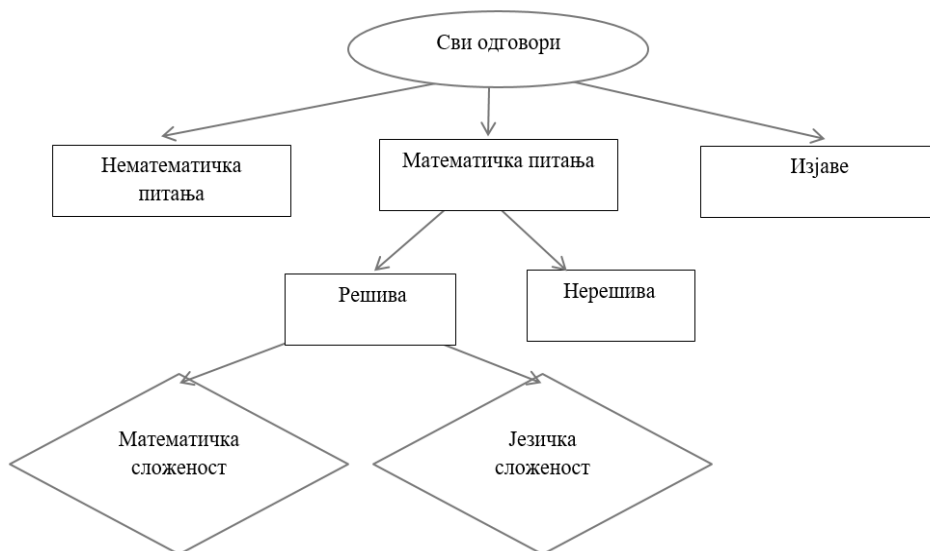 Сви одговори
Нематематичка
питања
Математичка питања
Изјаве
Решива
Нерешива
Математичка
сложеност
Језичка
сложеност